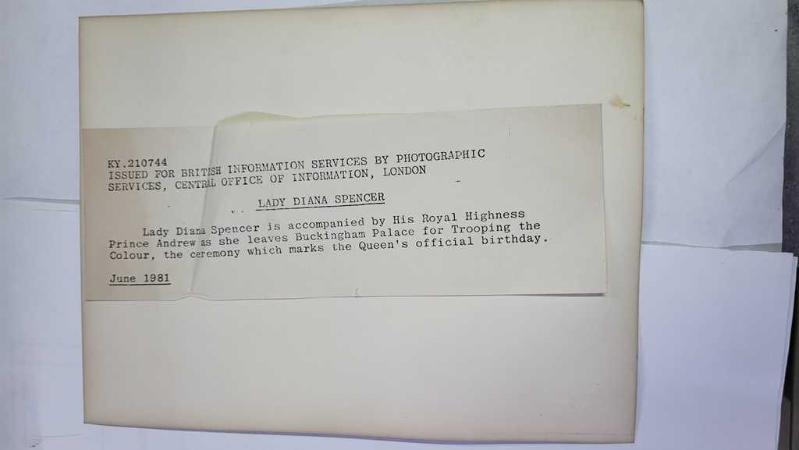 KY.210744
ISSUED FOR BRITISH INFORMATION SERVICES BY PHOTOGRAPHIC
SERVICES, CENTRAL OFFICE OF INFORMATION, LONDON
LADY DIANA SPENCER
Lady Diana Spencer is accompanied by His Royal Highness
Prince Andrew as she leaves Buckingham Palace for Trooping the
Colour, the ceremony which marks the Queen's official birthday.
June 1981